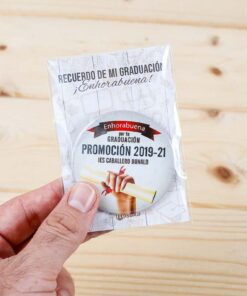 RECUERDO DE MI GRADUACIÓN
¡Enhorabuena!
Enhorabuena
por tu
GRADUACIÓN
PROMOCIÓN 2019-21
IES CABALLERO BONALD